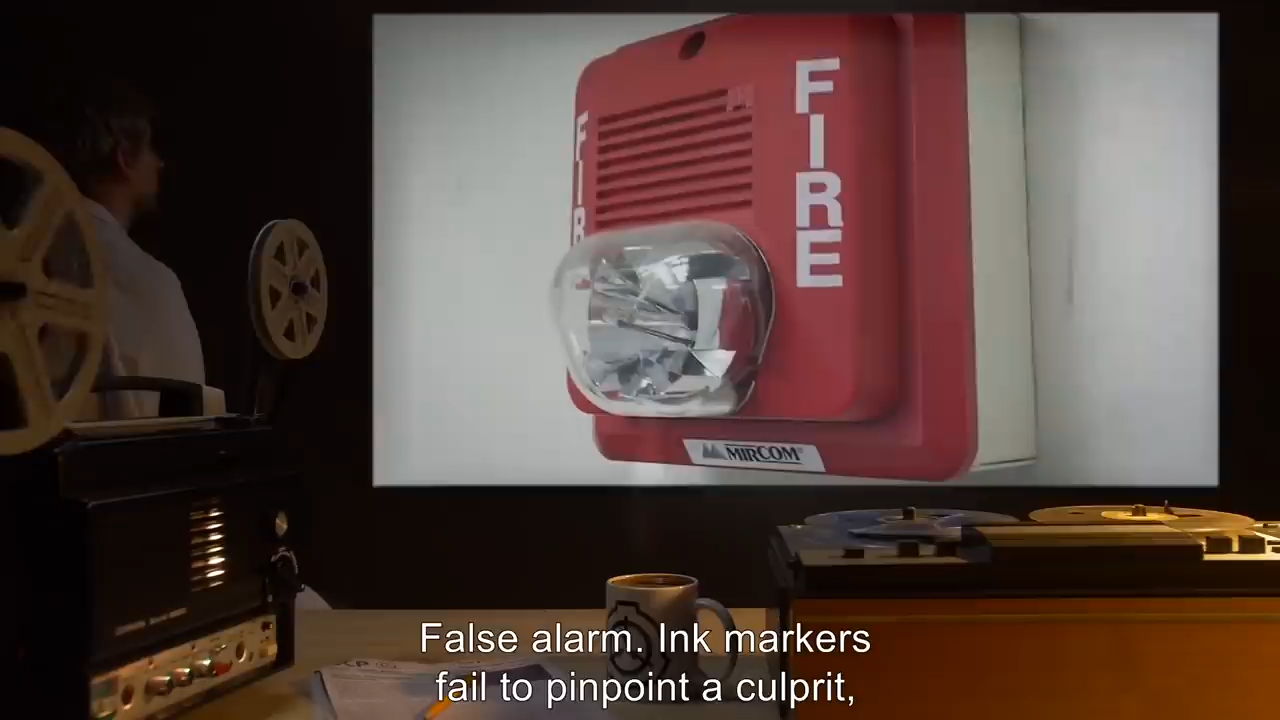 FIRE
FIRE
MIRCOM
False alarm. Ink markers
fail to pinpoint a culprit,